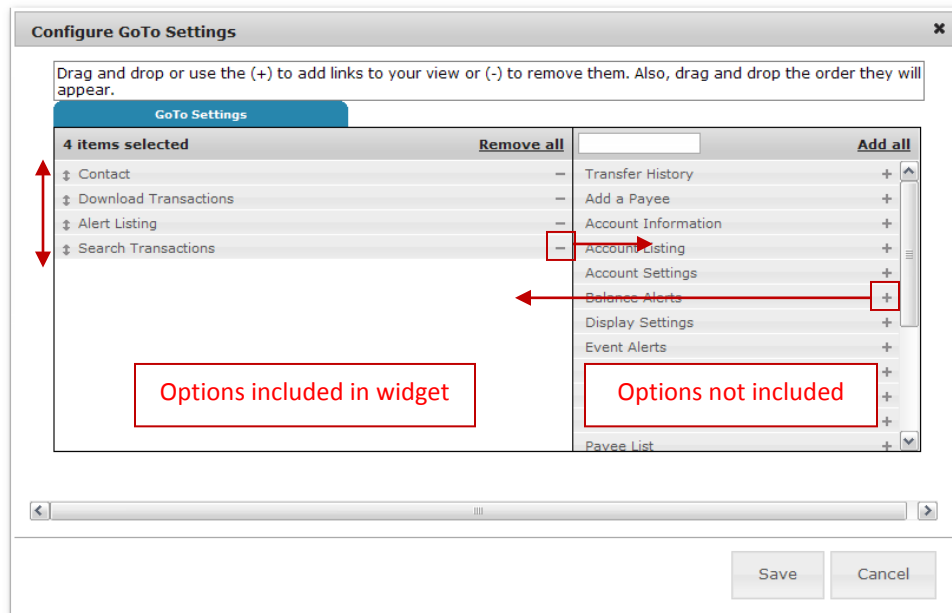 Configure GoTo Settings
Drag and drop or use the (+) to add links to your view or (-) to remove them. Also, drag and drop the order they will
appear.
GoTo Settings
4 items selected
Remove all
Contact
Download Transactions
Alert Listing
Search Transactions
Options included in widget
Add all
Transfer History
Add a Payee
Account Information
Account Listing
Account Settings
Balance Alerts
Display Settings
Event Alerts
Options not included
Payee List
Save
Cancel